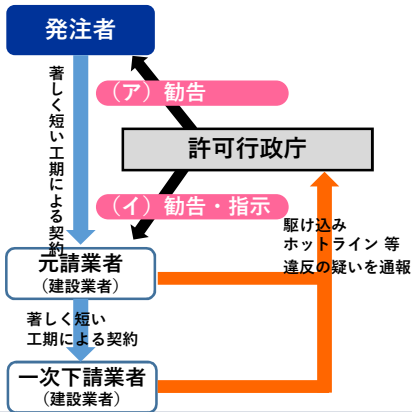 発注者
著しく短い工期による契約
（ア）勧告
許可行政庁
（イ）勧告・指示
駆け込み
ホットライン 等
違反の疑いを通報
元請業者
（建設業者）
著しく短い
工期による契約
一次下請業者
（建設業者）